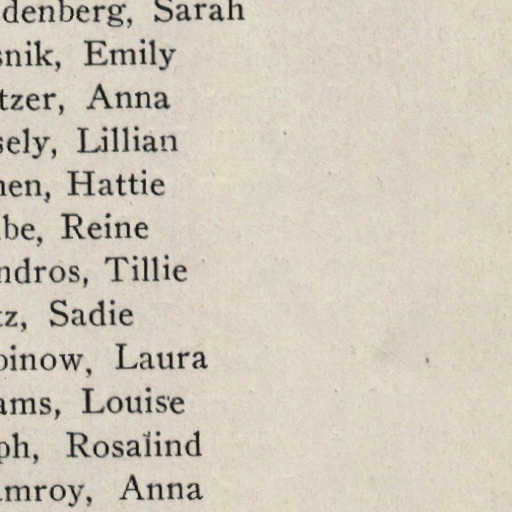 denberg, Sarah
snik, Emily
tzer, Anna
sely, Lillian
nen, Hattie
be, Reine
ndros, Tillie
tz, Sadie
binow, Laura
ams, Louise
ph, Rosalind
mroy, Anna